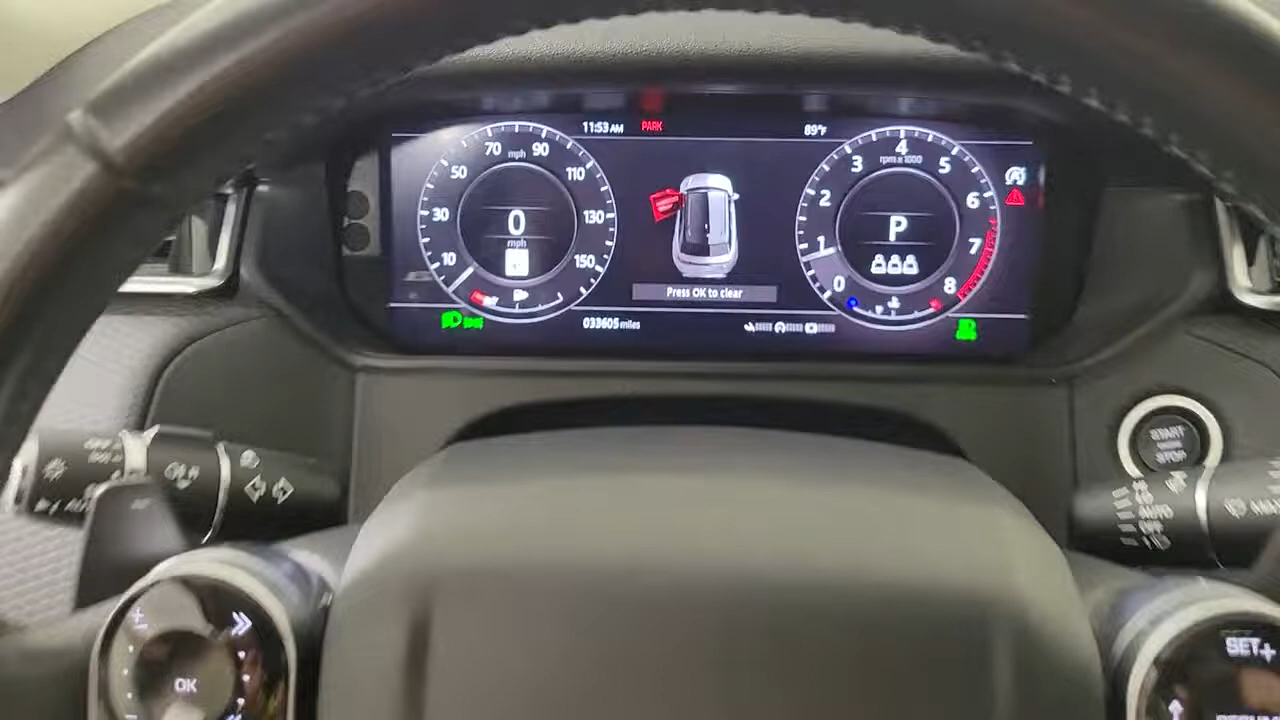 11:53 AM
PARK
89°F
70
mph
90
50
110
30
130
10
150
0
mph
4
rpm x 1000
3
5
2
6
1
7
0
8
P
Press OK to clear
033605 miles
START
STOP
AUTO
OK
SET+